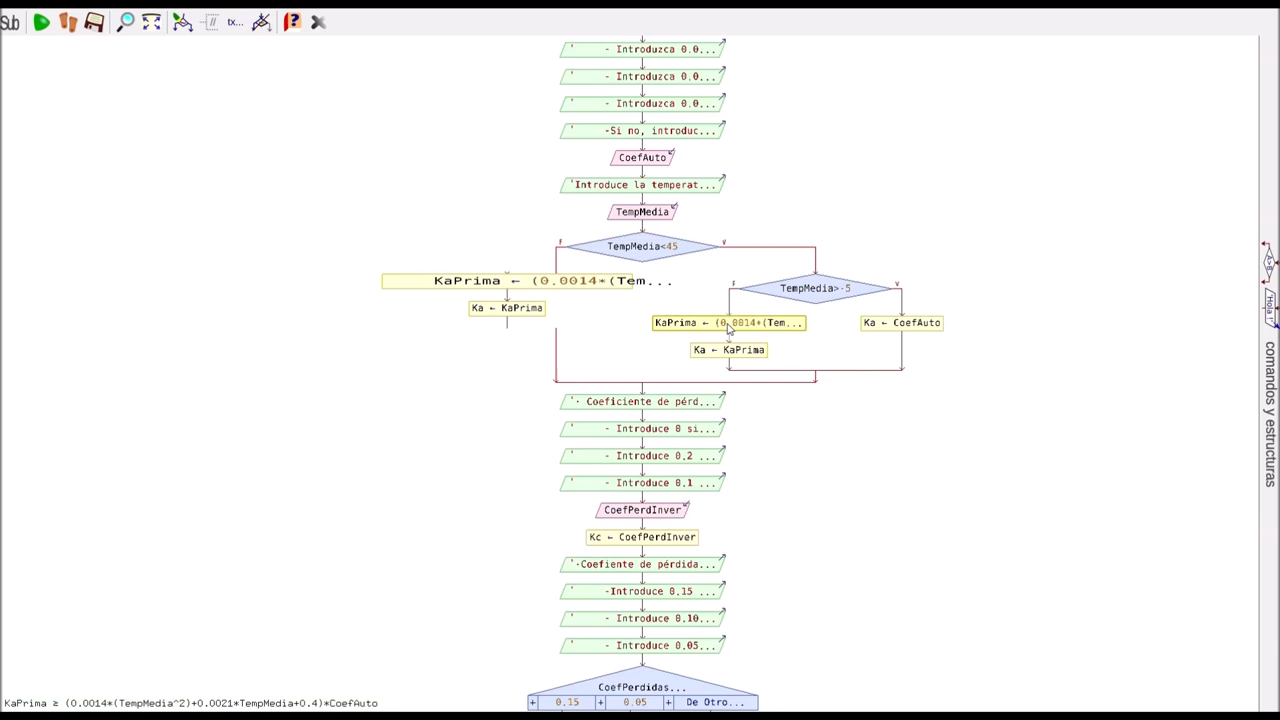 Sub
tx...
' - Introduzca 0.0...
' - Introduzca 0.0...
' - Introduzca 0.0...
' -Si no, introduc...
CoefAuto
'Introduce la temperat...
TempMedia
F TempMedia<45 V
KaPrima ← (0.0014*(Tem...
Ka ← KaPrima
F TempMedia>-5 V
KaPrima ← (0.0014*(Tem...
Ka ← CoefAuto
Ka ← KaPrima
'· Coeficiente de pérd...
' - Introduce 0 si...
' - Introduce 0.2 ...
' - Introduce 0.1 ...
CoefPerdInver
Kc ← CoefPerdInver
'·Coefiente de pérdida...
' -Introduce 0.15 ...
' - Introduce 0.10...
' - Introduce 0.05...
CoefPerdidas...
+ 0.15 + 0.05 + De Otro...
KaPrima ≥ (0.0014*(TempMedia^2)+0.0021*TempMedia+0.4)*CoefAuto
comandos y estructuras